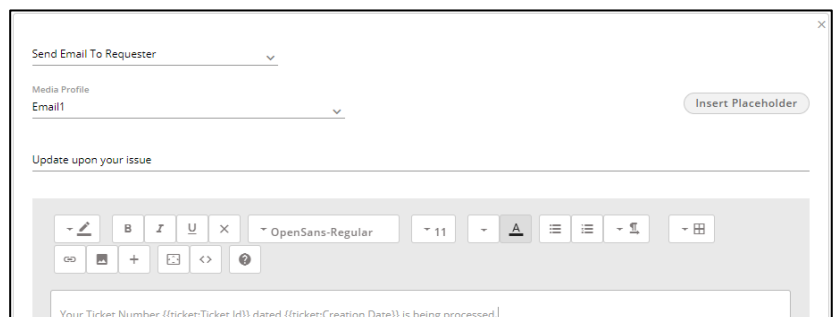 Send Email To Requester
Media Profile
Email1
Insert Placeholder
Update upon your issue
B I U OpenSans-Regular 11 A
Your Ticket Number {{ticket:Ticket Id}} dated {{ticket:Creation Date}} is being processed.